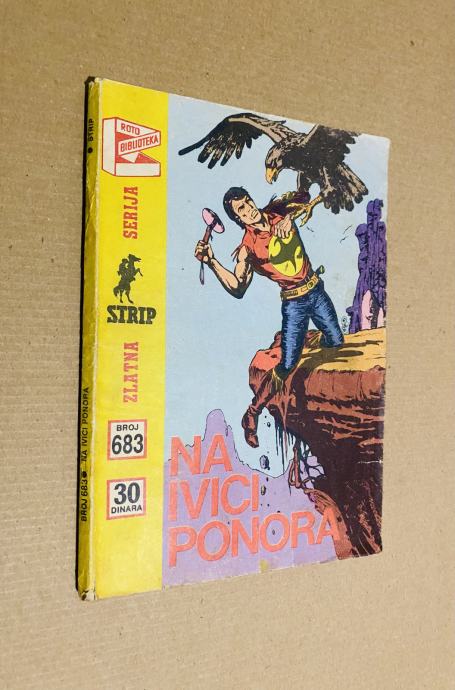 ROTO
BIBLIOTEKA
ZLATNA
STRIP
SERIJA
BROJ
683
30
DINARA
NA
IVICI
PONORA
BROJ 683 ● NA IVICI PONORA
● STRIP